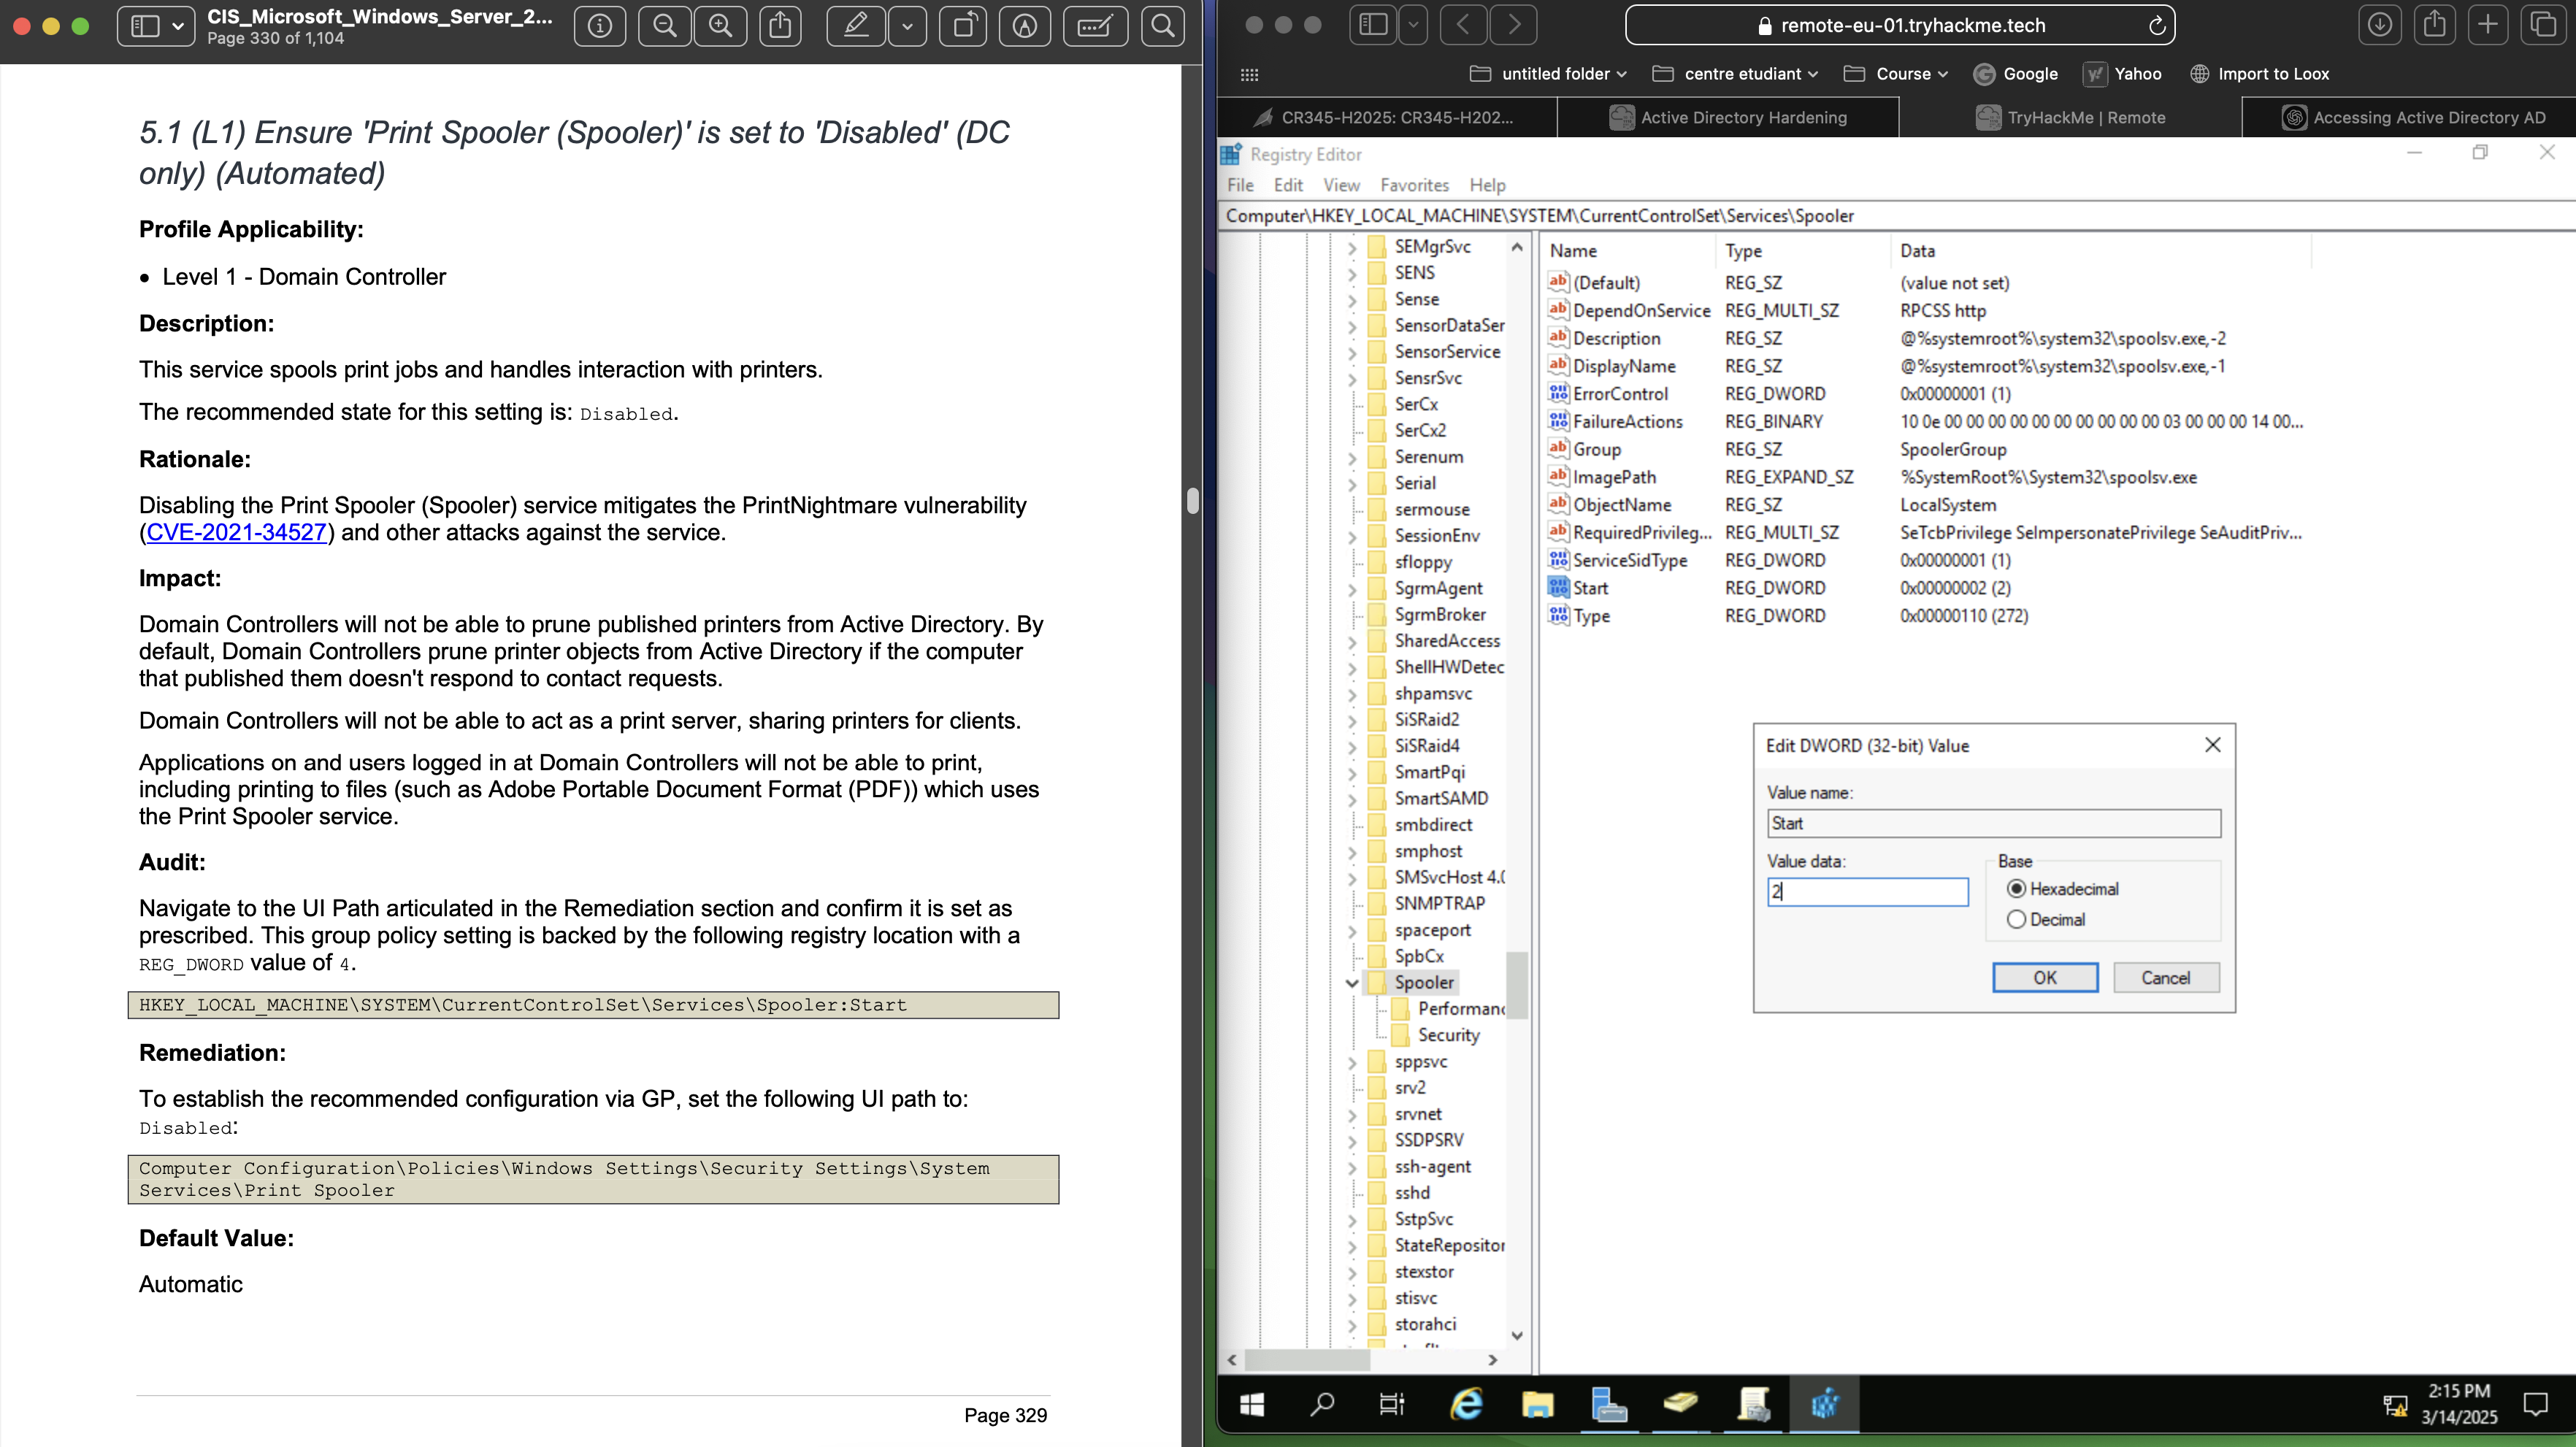 CIS_Microsoft_Windows_Server_2...
Page 330 of 1,104
5.1 (L1) Ensure 'Print Spooler (Spooler)' is set to 'Disabled' (DC
only) (Automated)
Profile Applicability:
• Level 1 - Domain Controller
Description:
This service spools print jobs and handles interaction with printers.
The recommended state for this setting is: Disabled.
Rationale:
Disabling the Print Spooler (Spooler) service mitigates the PrintNightmare vulnerability
(CVE-2021-34527) and other attacks against the service.
Impact:
Domain Controllers will not be able to prune published printers from Active Directory. By
default, Domain Controllers prune printer objects from Active Directory if the computer
that published them doesn't respond to contact requests.
Domain Controllers will not be able to act as a print server, sharing printers for clients.
Applications on and users logged in at Domain Controllers will not be able to print,
including printing to files (such as Adobe Portable Document Format (PDF)) which uses
the Print Spooler service.
Audit:
Navigate to the UI Path articulated in the Remediation section and confirm it is set as
prescribed. This group policy setting is backed by the following registry location with a
REG_DWORD value of 4.
HKEY_LOCAL_MACHINE\SYSTEM\CurrentControlSet\Services\Spooler:Start
Remediation:
To establish the recommended configuration via GP, set the following UI path to:
Disabled:
Computer Configuration\Policies\Windows Settings\Security Settings\System
Services\Print Spooler
Default Value:
Automatic
Page 329
remote-eu-01.tryhackme.tech
untitled folder
centre etudiant
Course
Google
Yahoo
Import to Loox
CR345-H2025: CR345-H202...
Active Directory Hardening
TryHackMe | Remote
Accessing Active Directory AD
Registry Editor
File Edit View Favorites Help
Computer\HKEY_LOCAL_MACHINE\SYSTEM\CurrentControlSet\Services\Spooler
SEMgrSvc
SENS
Sense
SensorDataSer
SensorService
SensrSvc
SerCx
SerCx2
Serenum
Serial
sermouse
SessionEnv
sfloppy
SgrmAgent
SgrmBroker
SharedAccess
ShellHWDetec
shpamsvc
SiSRaid2
SiSRaid4
SmartPqi
SmartSAMD
smbdirect
smphost
SMSvcHost 4.0
SNMPTRAP
spaceport
SpbCx
Spooler
Performanc
Security
sppsvc
srv2
srvnet
SSDPSRV
ssh-agent
sshd
SstpSvc
StateRepositor
stexstor
stisvc
storahci
Name Type Data
(Default) REG_SZ (value not set)
DependOnService REG_MULTI_SZ RPCSS http
Description REG_SZ @%systemroot%\system32\spoolsv.exe,-2
DisplayName REG_SZ @%systemroot%\system32\spoolsv.exe,-1
ErrorControl REG_DWORD 0x00000001 (1)
FailureActions REG_BINARY 10 0e 00 00 00 00 00 00 00 00 00 00 03 00 00 00 14 00...
Group REG_SZ SpoolerGroup
ImagePath REG_EXPAND_SZ %SystemRoot%\System32\spoolsv.exe
ObjectName REG_SZ LocalSystem
RequiredPrivileg... REG_MULTI_SZ SeTcbPrivilege SeImpersonatePrivilege SeAuditPriv...
ServiceSidType REG_DWORD 0x00000001 (1)
Start REG_DWORD 0x00000002 (2)
Type REG_DWORD 0x00000110 (272)
Edit DWORD (32-bit) Value
Value name:
Start
Value data:
2
Base
Hexadecimal
Decimal
OK
Cancel
2:15 PM
3/14/2025